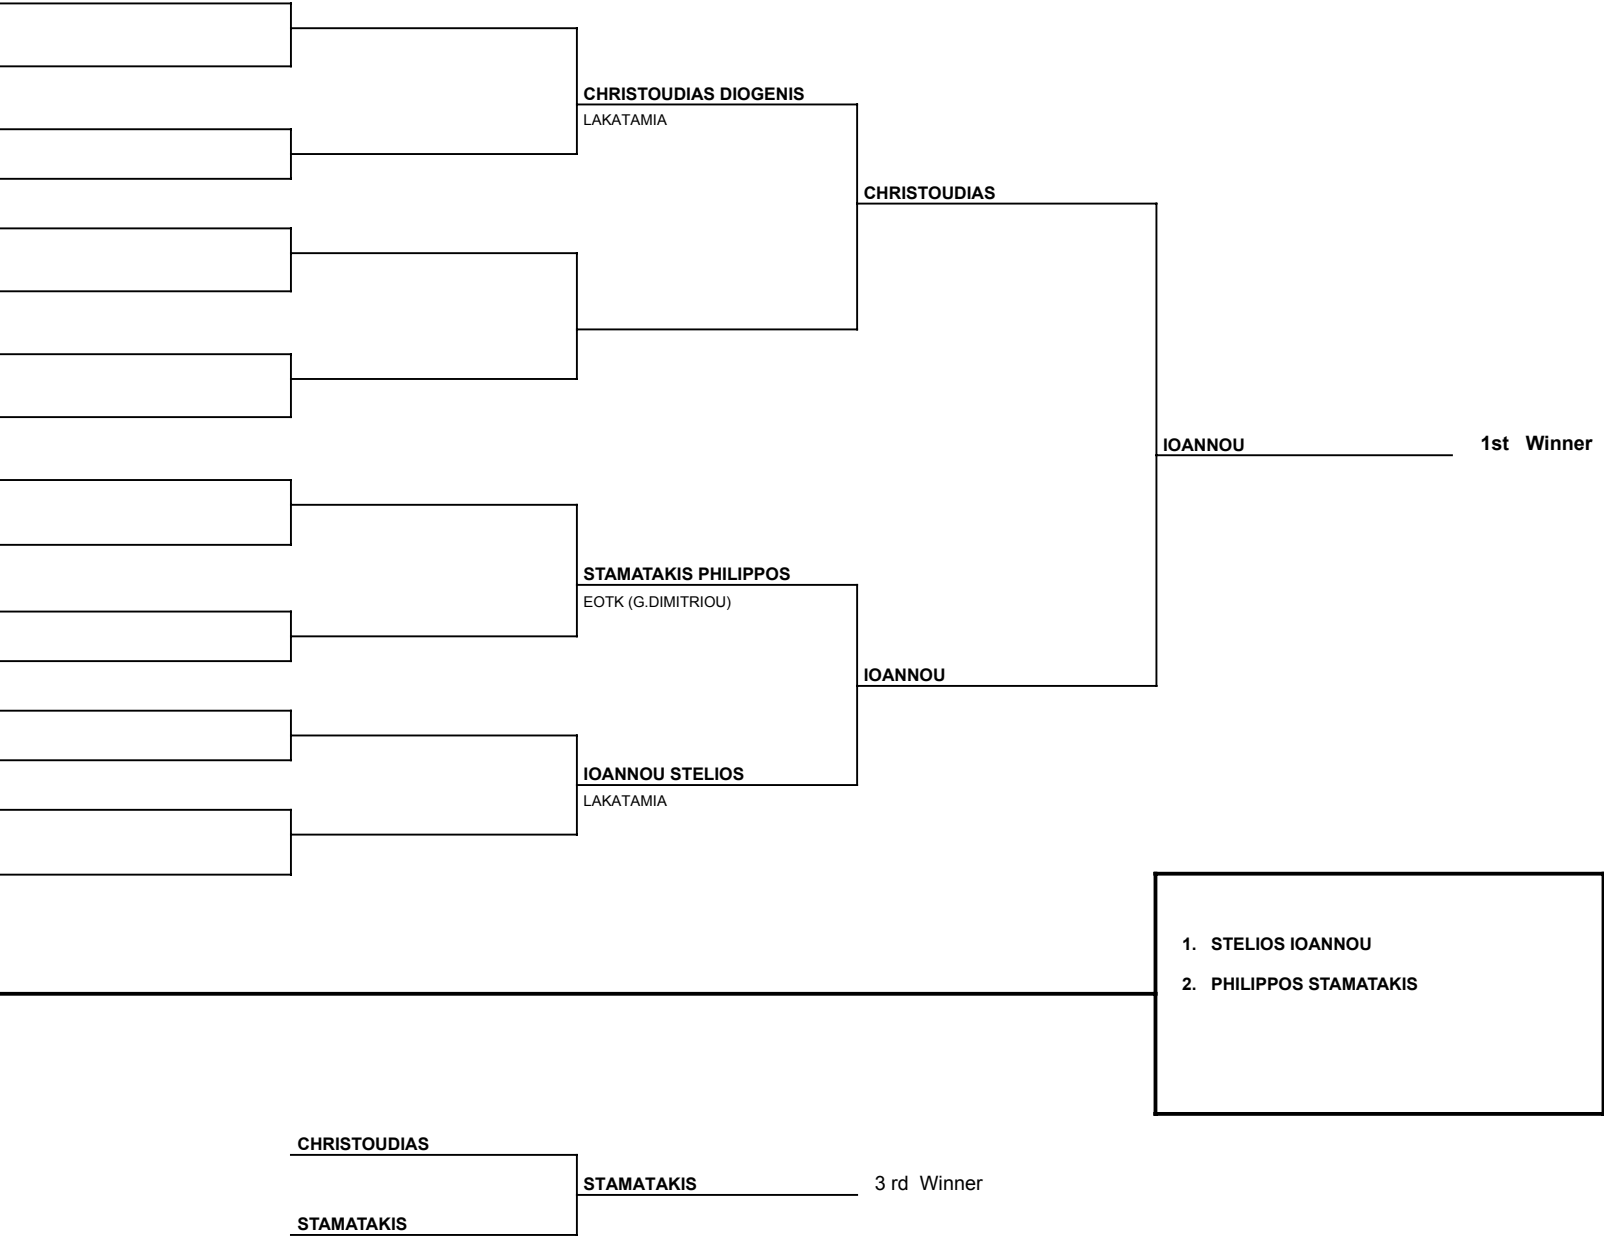 CHRISTOUDIAS DIOGENIS
LAKATAMIA
CHRISTOUDIAS
IOANNOU
1st Winner
STAMATAKIS PHILIPPOS
EOTK (G.DIMITRIOU)
IOANNOU
IOANNOU STELIOS
LAKATAMIA
1. STELIOS IOANNOU
2. PHILIPPOS STAMATAKIS
CHRISTOUDIAS
STAMATAKIS
3 rd Winner
STAMATAKIS